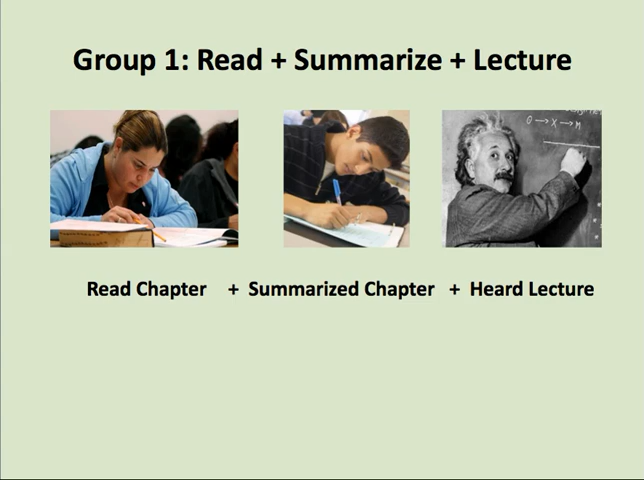 Group 1: Read + Summarize + Lecture
θ → X → M
Read Chapter + Summarized Chapter + Heard Lecture